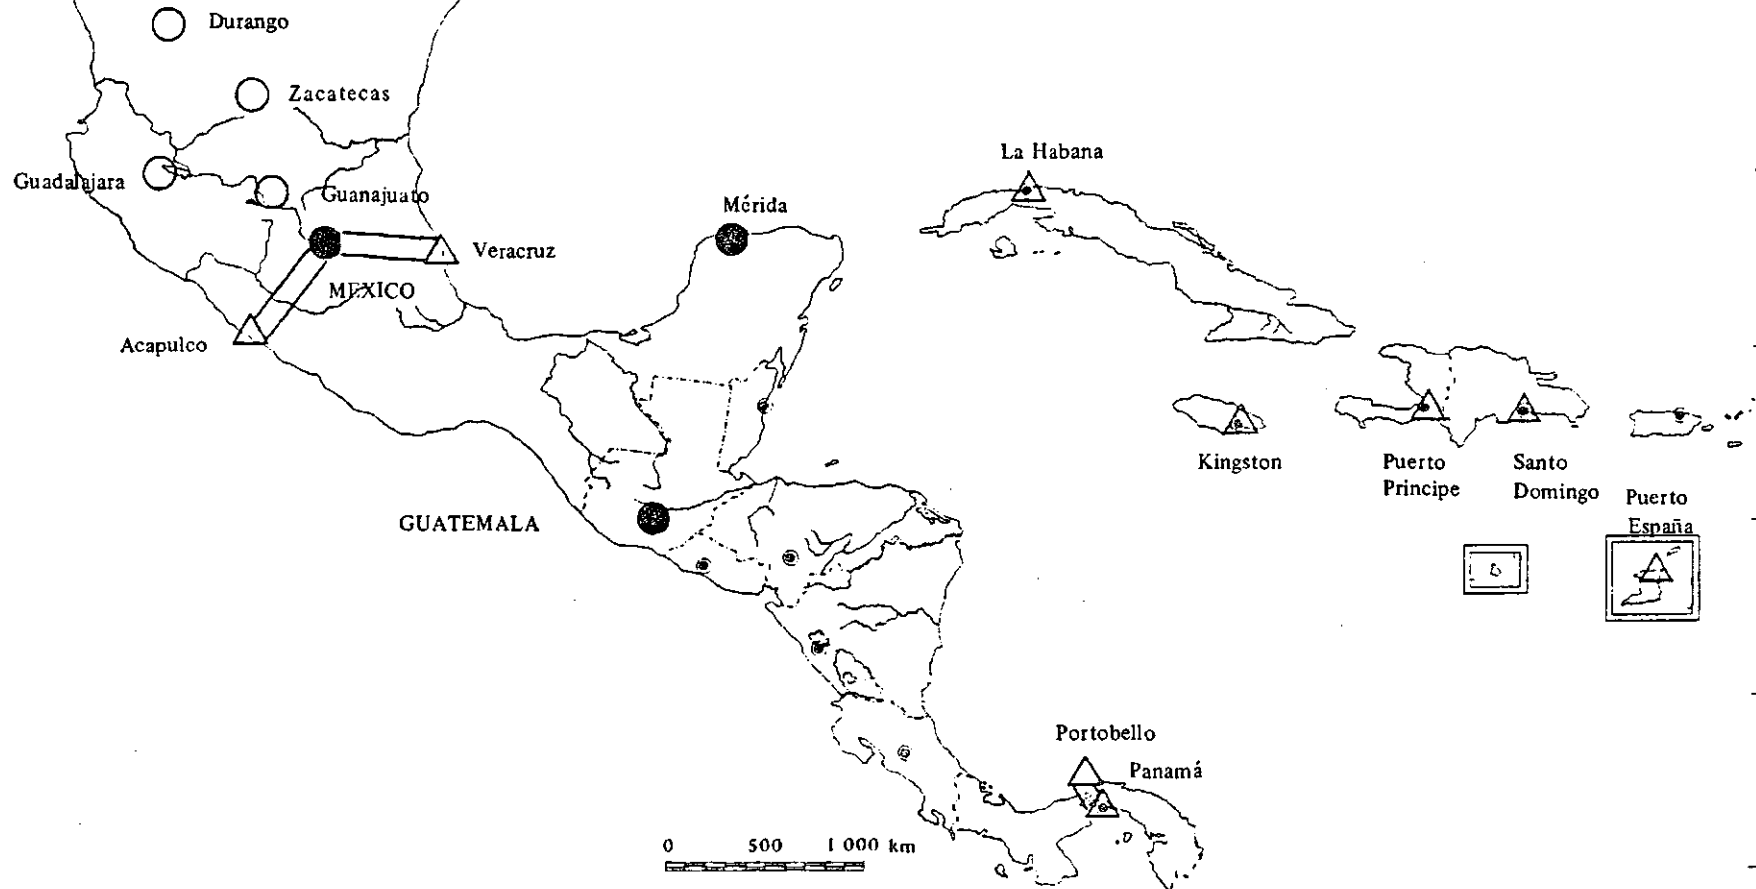 Durango
Zacatecas
La Habana
Guadalajara
Guanajuato
Mérida
Veracruz
MEXICO
Acapulco
Kingston
Puerto
Principe
Santo
Domingo
Puerto
España
GUATEMALA
Portobello
Panamá
0 500 1 000 km